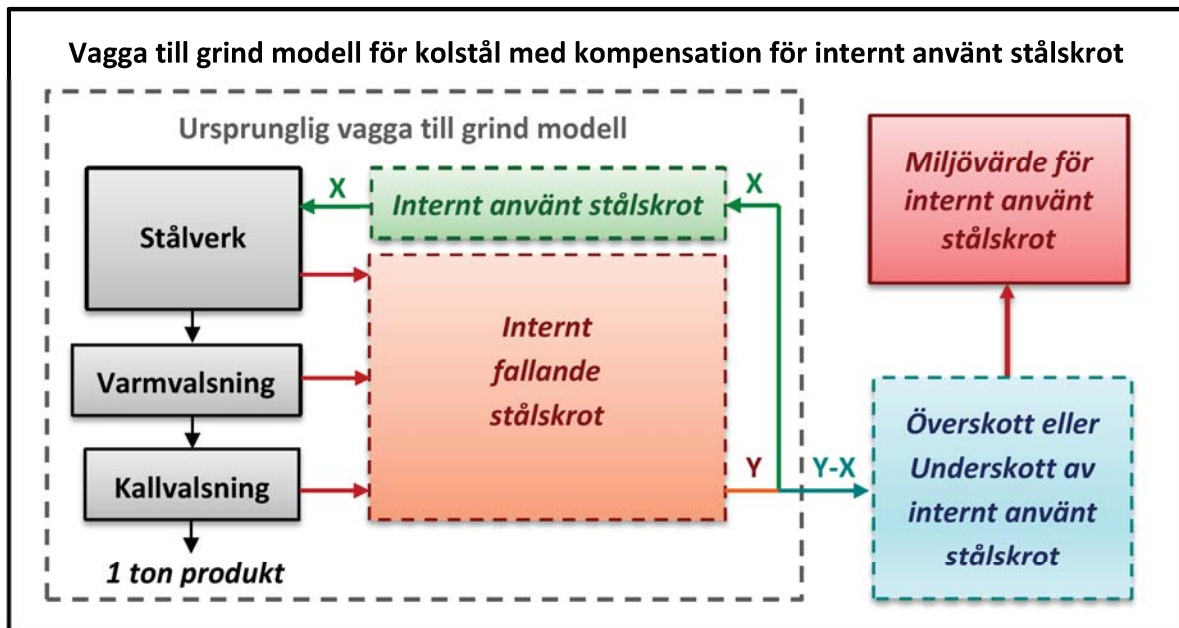 Vagga till grind modell för kolstål med kompensation för internt använt stålskrot
Ursprunglig vagga till grind modell
Stålverk
X
Internt använt stålskrot
X
Miljövärde för
internt använt
stålskrot
Internt
fallande
stålskrot
Varmvalsning
Kallvalsning
Y
Y-X
Överskott eller
Underskott av
internt använt
stålskrot
1 ton produkt